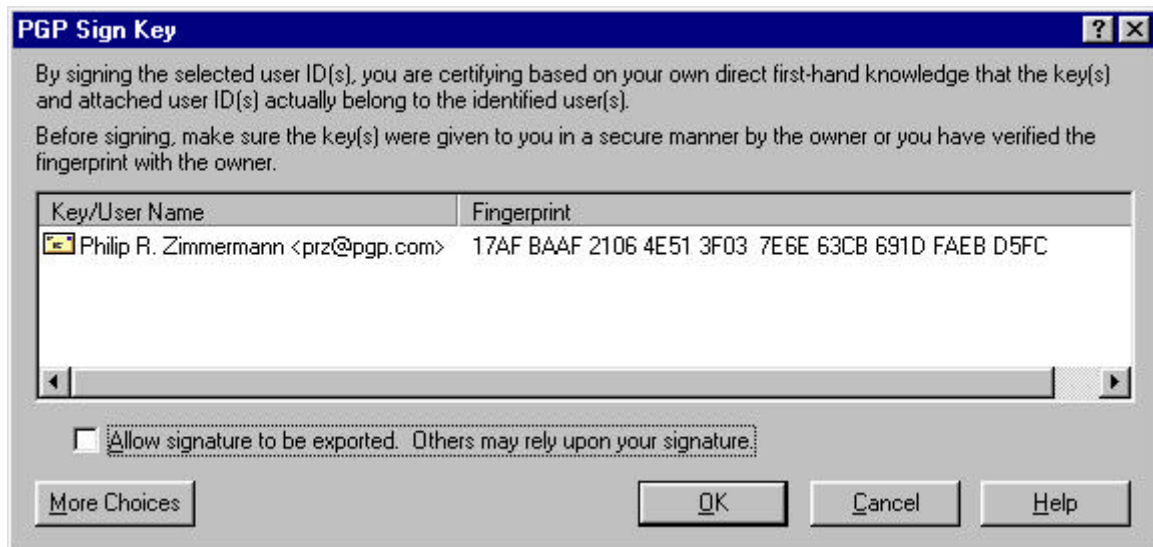 PGP Sign Key
By signing the selected user ID(s), you are certifying based on your own direct first-hand knowledge that the key(s)
and attached user ID(s) actually belong to the identified user(s).
Before signing, make sure the key(s) were given to you in a secure manner by the owner or you have verified the
fingerprint with the owner.
Key/User Name Fingerprint
Philip R. Zimmermann <prz@pgp.com> 17AF BAAF 2106 4E51 3F03 7E6E 63CB 691D FAEB D5FC
Allow signature to be exported. Others may rely upon your signature.
More Choices OK Cancel Help